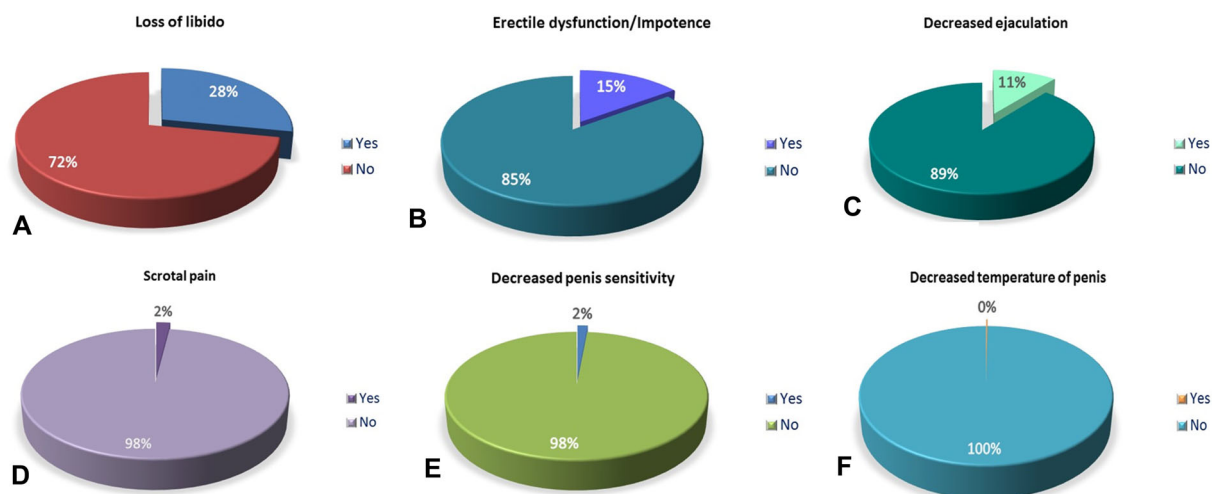 Loss of libido
28%
72%
Yes
No
A
Erectile dysfunction/Impotence
15%
85%
Yes
No
B
Decreased ejaculation
11%
89%
Yes
No
C
Scrotal pain
2%
98%
Yes
No
D
Decreased penis sensitivity
2%
98%
Yes
No
E
Decreased temperature of penis
0%
100%
Yes
No
F